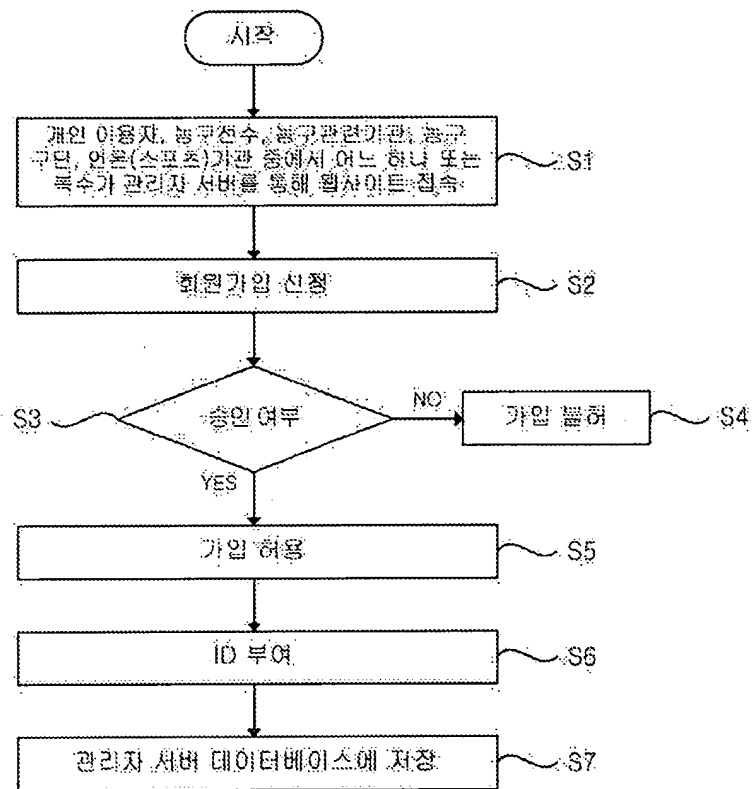 시작
개인 이용자, 농구선수, 농구관련기관, 농구
구단, 언론(스포츠)기관 중에서 어느 하나 또는
복수가 관리자 서버를 통해 웹사이트 접속
S1
회원가입 신청
S2
승인 여부
S3
NO
가입 불허
S4
YES
가입 허용
S5
ID 부여
S6
관리자 서버 데이터베이스에 저장
S7